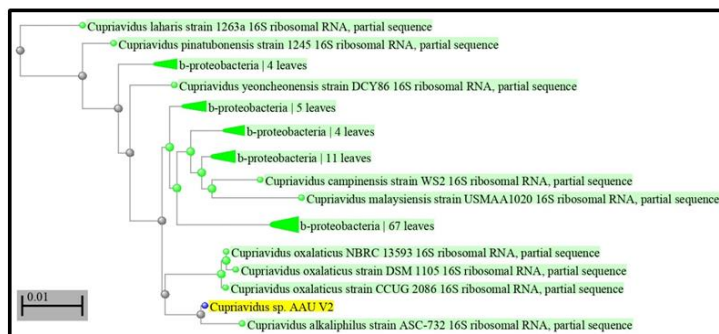 Cupriavidus laharis strain 1263a 16S ribosomal RNA, partial sequence
Cupriavidus pinatubonensis strain 1245 16S ribosomal RNA, partial sequence
b-proteobacteria | 4 leaves
Cupriavidus yeoncheonensis strain DCY86 16S ribosomal RNA, partial sequence
b-proteobacteria | 5 leaves
b-proteobacteria | 4 leaves
b-proteobacteria | 11 leaves
Cupriavidus campinensis strain WS2 16S ribosomal RNA, partial sequence
Cupriavidus malaysiensis strain USMAA1020 16S ribosomal RNA, partial sequence
b-proteobacteria | 67 leaves
Cupriavidus oxalaticus NBRC 13593 16S ribosomal RNA, partial sequence
Cupriavidus oxalaticus strain DSM 1105 16S ribosomal RNA, partial sequence
Cupriavidus oxalaticus strain CCUG 2086 16S ribosomal RNA, partial sequence
Cupriavidus sp. AAU V2
Cupriavidus alkaliphilus strain ASC-732 16S ribosomal RNA, partial sequence
0.01